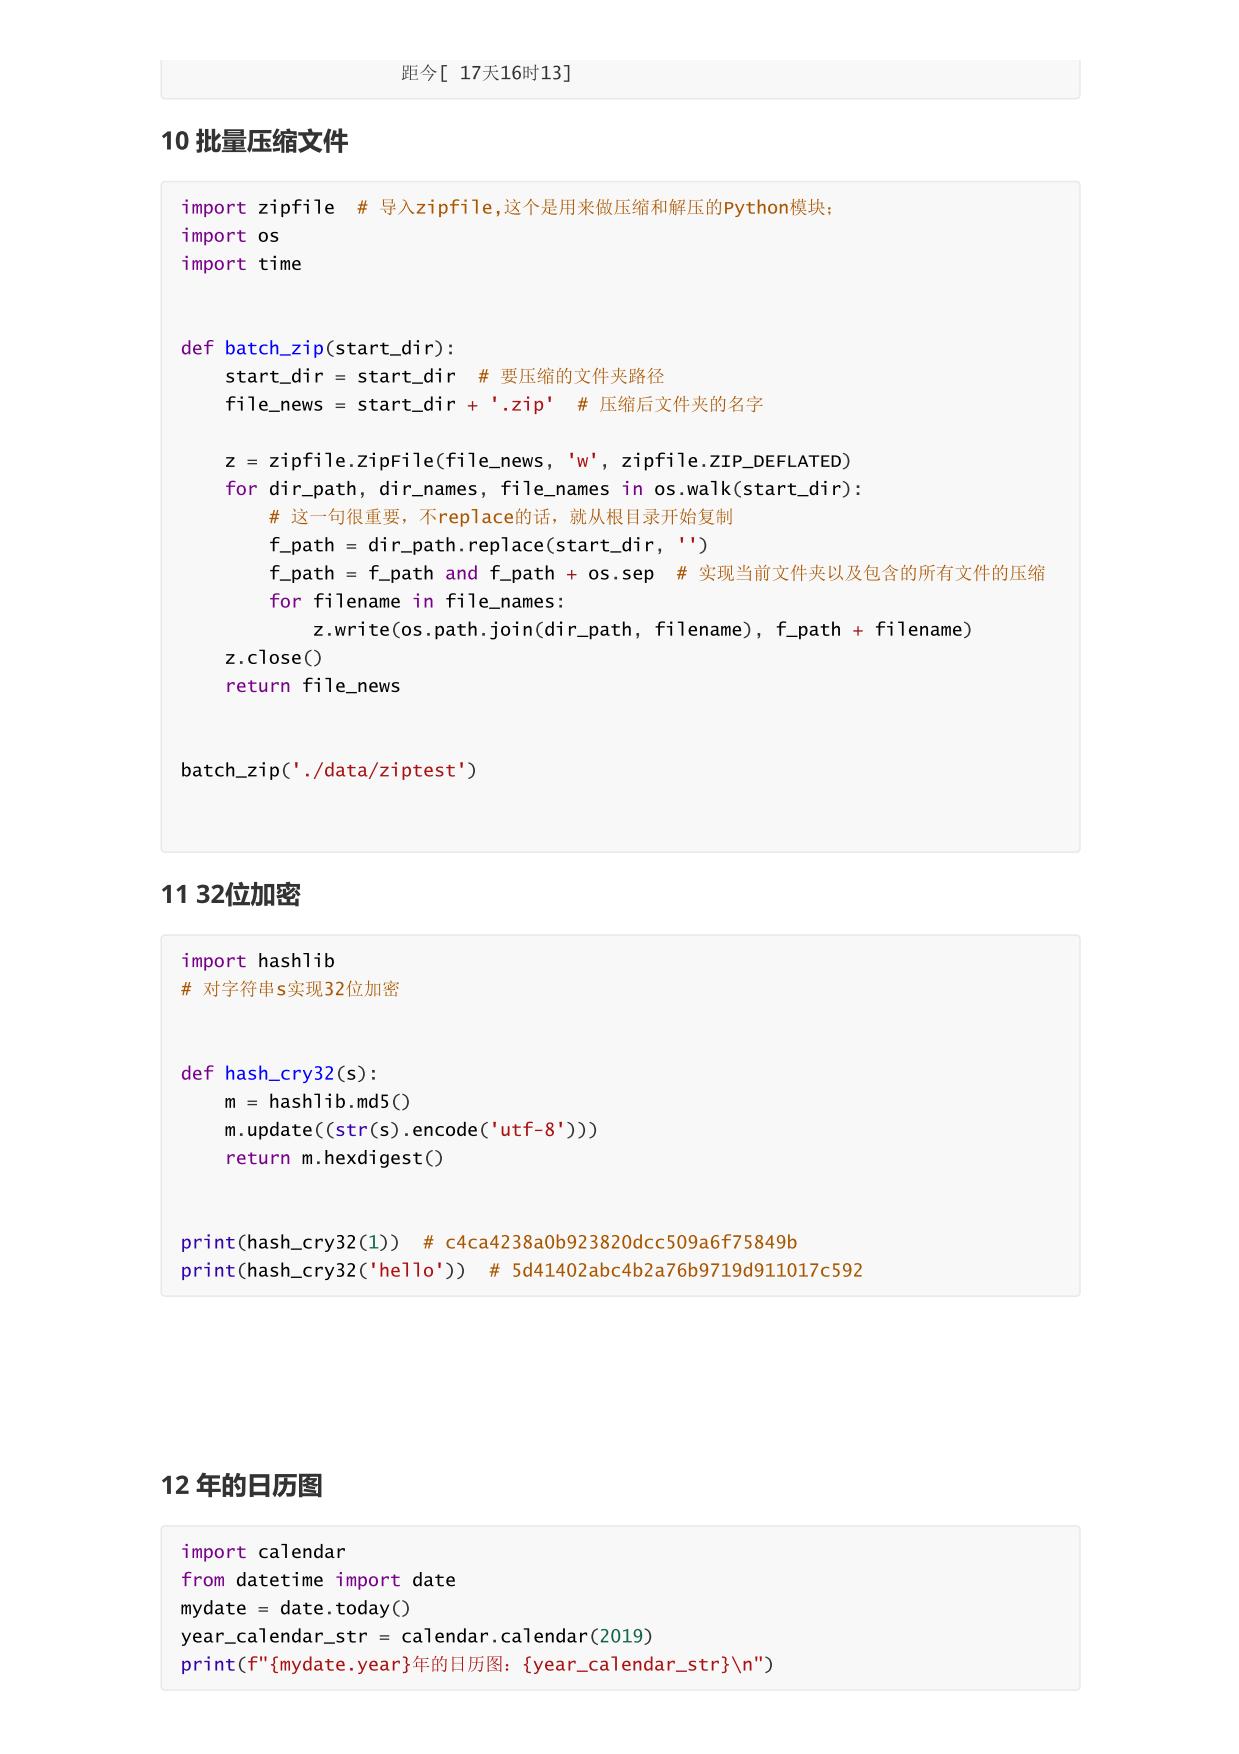 距今[ 17天16时13]
10 批量压缩文件
import zipfile  # 导入zipfile,这个是用来做压缩和解压的Python模块；
import os
import time
def batch_zip(start_dir):
    start_dir = start_dir  # 要压缩的文件夹路径
    file_news = start_dir + '.zip'  # 压缩后文件夹的名字
    z = zipfile.ZipFile(file_news, 'w', zipfile.ZIP_DEFLATED)
    for dir_path, dir_names, file_names in os.walk(start_dir):
        # 这一句很重要，不replace的话，就从根目录开始复制
        f_path = dir_path.replace(start_dir, '')
        f_path = f_path and f_path + os.sep  # 实现当前文件夹以及包含的所有文件的压缩
        for filename in file_names:
            z.write(os.path.join(dir_path, filename), f_path + filename)
    z.close()
    return file_news
batch_zip('./data/ziptest')
11 32位加密
import hashlib
# 对字符串s实现32位加密
def hash_cry32(s):
    m = hashlib.md5()
    m.update((str(s).encode('utf-8')))
    return m.hexdigest()
print(hash_cry32(1))  # c4ca4238a0b923820dcc509a6f75849b
print(hash_cry32('hello'))  # 5d41402abc4b2a76b9719d911017c592
12 年的日历图
import calendar
from datetime import date
mydate = date.today()
year_calendar_str = calendar.calendar(2019)
print(f"{mydate.year}年的日历图：{year_calendar_str}\n")